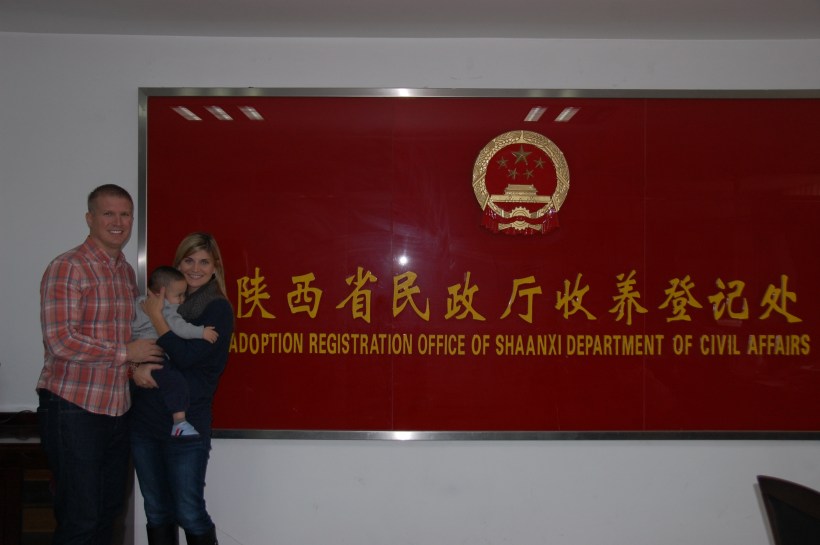 陕西省民政厅收养登记处
ADOPTION REGISTRATION OFFICE OF SHAANXI DEPARTMENT OF CIVIL AFFAIRS